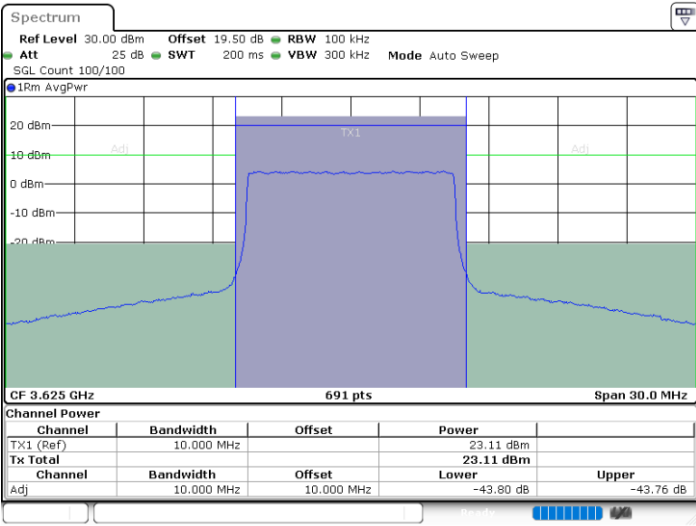 Spectrum
Ref Level 30.00 dBm Offset 19.50 dB RBW 100 kHz
Att 25 dB SWT 200 ms VBW 300 kHz Mode Auto Sweep
SGL Count 100/100
1Rm AvgPwr
20 dBm
TX1
10 dBm Adj Adj
0 dBm
-10 dBm
-20 dBm
CF 3.625 GHz 691 pts Span 30.0 MHz
Channel Power
Channel Bandwidth Offset Power
TX1 (Ref) 10.000 MHz 23.11 dBm
Tx Total 23.11 dBm
Channel Bandwidth Offset Lower Upper
Adj 10.000 MHz 10.000 MHz -43.80 dB -43.76 dB
Ready